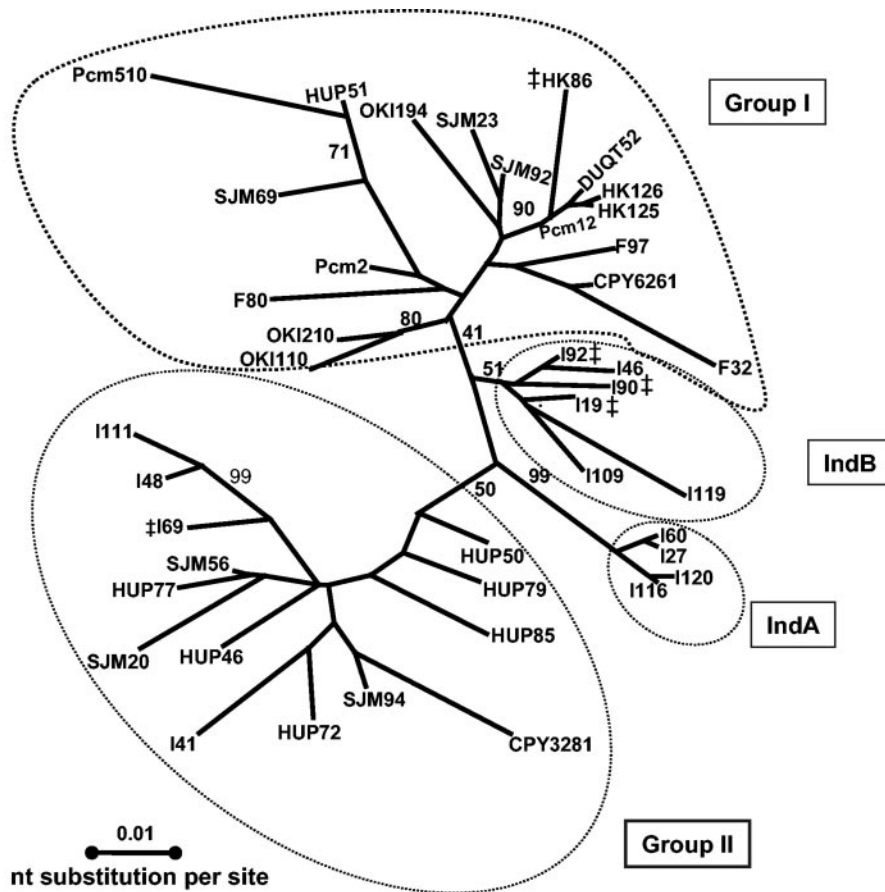 Pcm510
HUP51
OKI194
‡HK86
Group I
SJM23
SJM92
DUQT52
71
HK126
SJM69
90
HK125
Pcm12
F97
Pcm2
CPY6261
F80
80
41
OKI210
OKI110
F32
51
I92‡
I46
I90‡
I19‡
I111
99
I48
99
I109
IndB
50
I119
‡I69
I60
HUP50
I27
SJM56
HUP77
HUP79
I120
I116
HUP85
IndA
SJM20
HUP46
SJM94
I41
HUP72
CPY3281
0.01
Group II
nt substitution per site